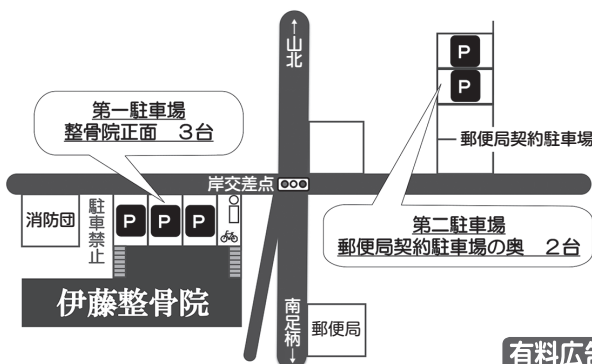 ↑山北
P
P
第一駐車場
整骨院正面　3台
郵便局契約駐車場
岸交差点
消防団
駐車禁止
P
P
P
第二駐車場
郵便局契約駐車場の奥　2台
伊藤整骨院
南足柄↓
郵便局